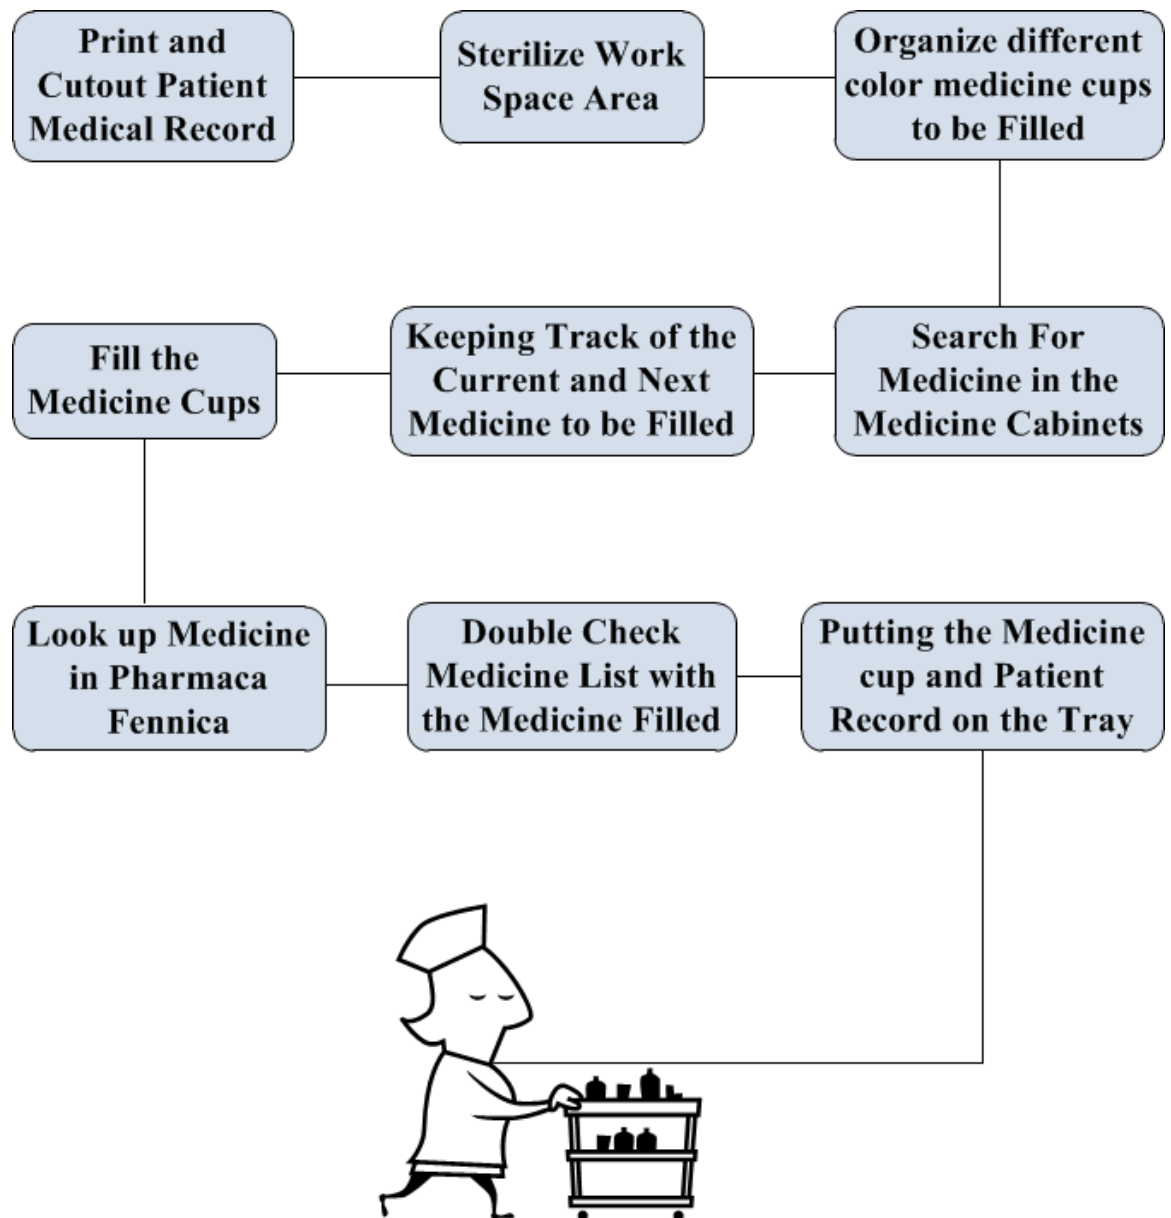 Print and
Cutout Patient
Medical Record
Sterilize Work
Space Area
Organize different
color medicine cups
to be Filled
Search For
Medicine in the
Medicine Cabinets
Keeping Track of the
Current and Next
Medicine to be Filled
Fill the
Medicine Cups
Look up Medicine
in Pharmaca
Fennica
Double Check
Medicine List with
the Medicine Filled
Putting the Medicine
cup and Patient
Record on the Tray